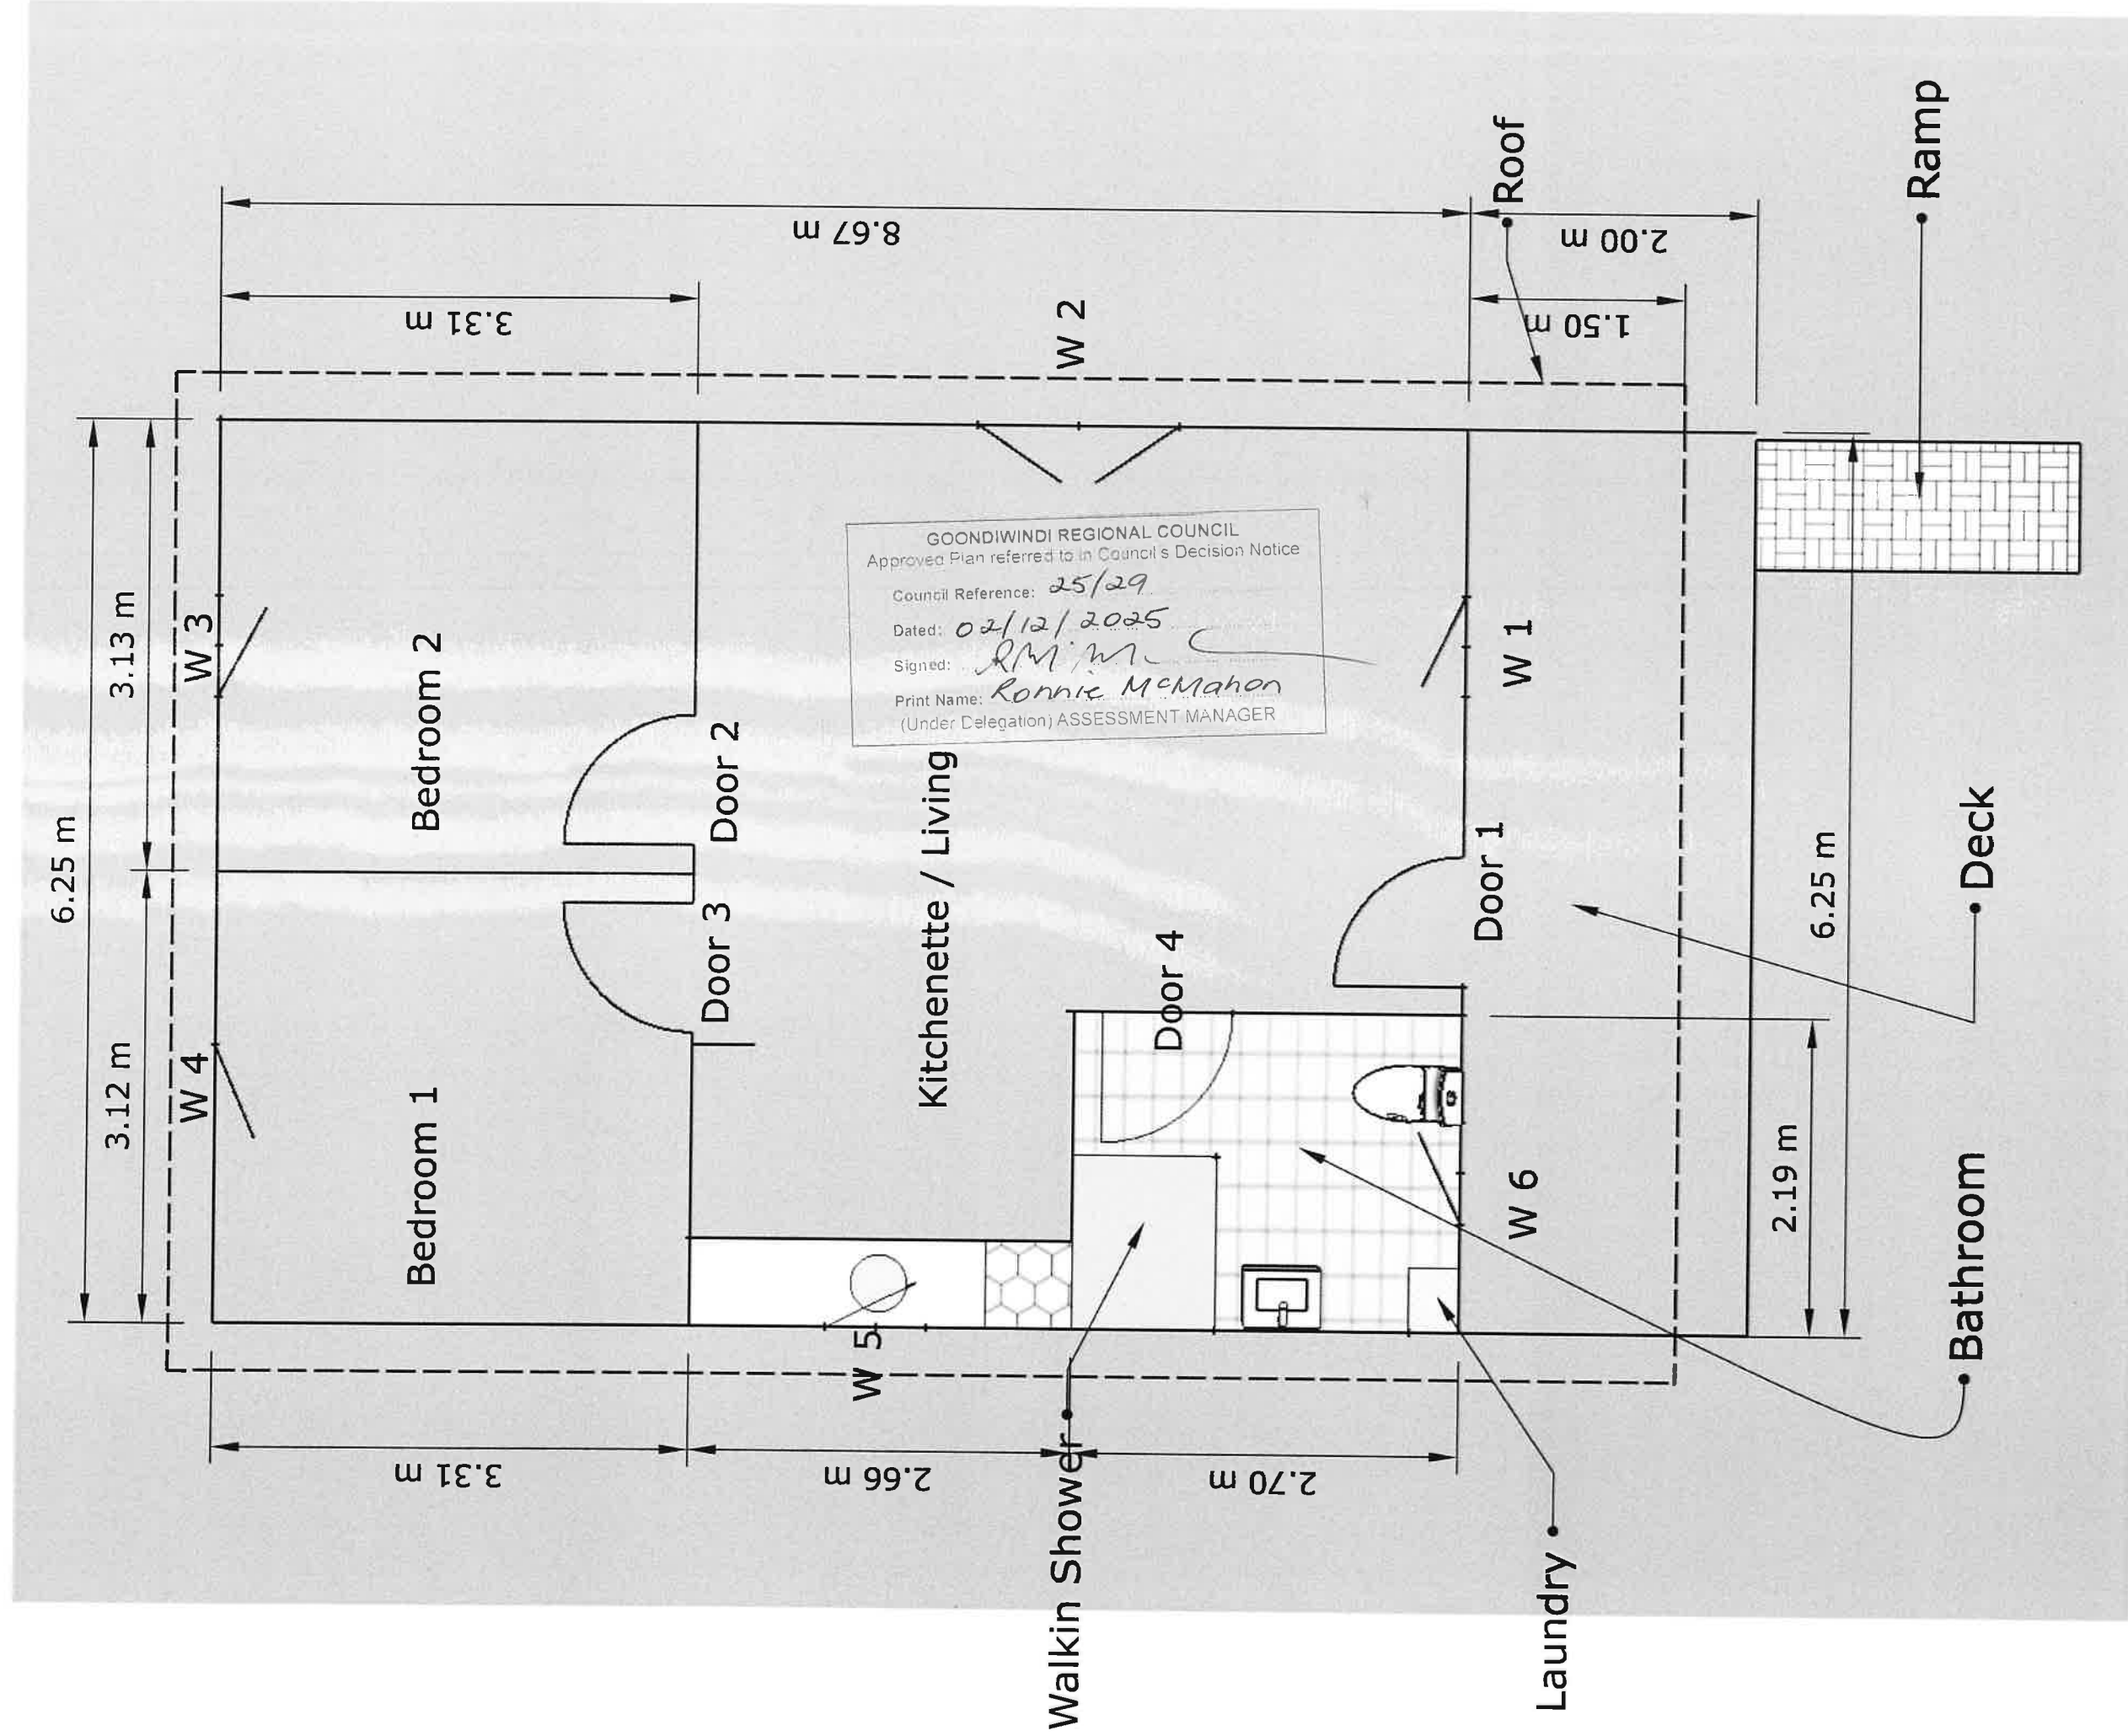 6.25 m
3.13 m
3.12 m
W 3
W 4
3.31 m
8.67 m
Bedroom 2
Bedroom 1
W 2
Roof
2.00 m
1.50 m
Ramp
Door 2
Door 3
GOONDIWINDI REGIONAL COUNCIL
Approved Plan referred to in Council's Decision Notice
Council Reference: 25/29
Dated: 02/12/2025
Signed:
Print Name: Ronnie McMahon
(Under Delegation) ASSESSMENT MANAGER
Kitchenette / Living
W 1
Door 4
Door 1
Deck
6.25 m
2.19 m
W 5
W 6
Bathroom
3.31 m
2.66 m
2.70 m
Walkin Shower
Laundry